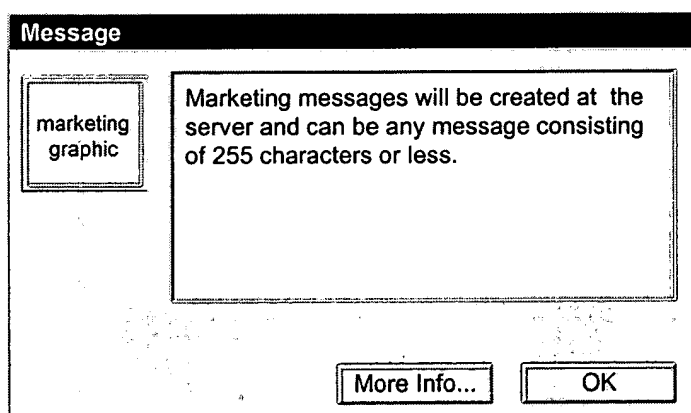 Message
marketing
graphic
Marketing messages will be created at the
server and can be any message consisting
of 255 characters or less.
More Info...
OK